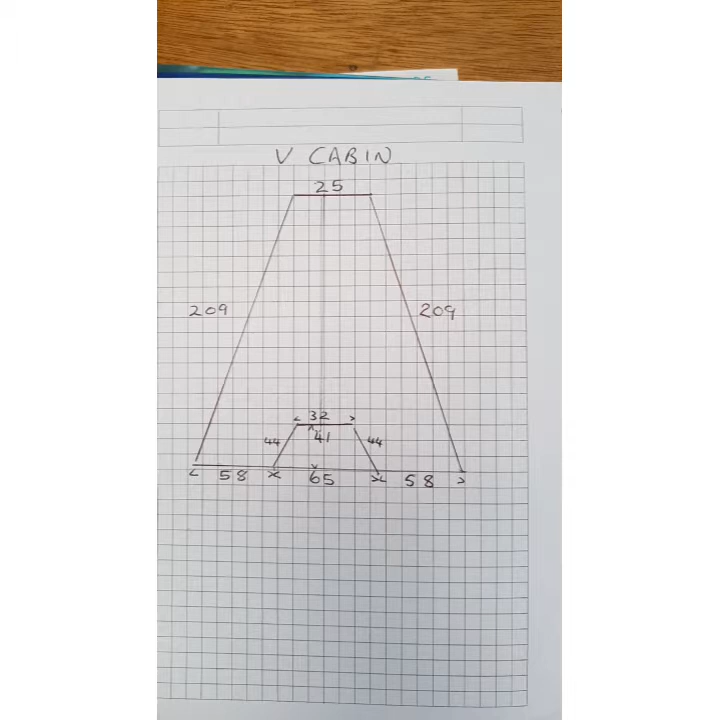 V CABIN
25
209 209
< 32 >
44 41 44
< 58 x 65 x 58 >